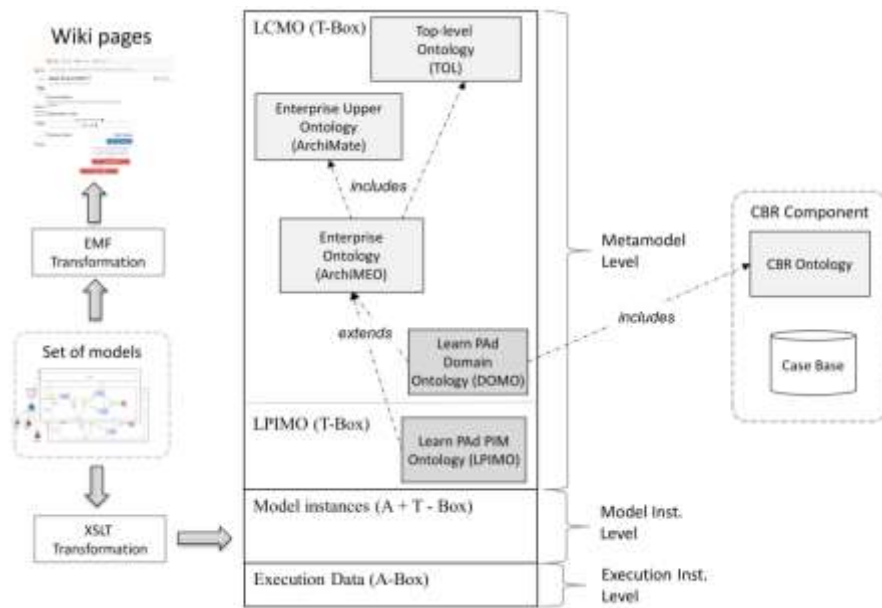 Wiki pages
EMF
Transformation
Set of models
XSLT
Transformation
LCMO (T-Box)
Top-level
Ontology
(TOL)
Enterprise Upper
Ontology
(ArchiMate)
includes
Enterprise
Ontology
(ArchiMEO)
extends
Learn PAd
Domain
Ontology (DOMO)
includes
LPIMO (T-Box)
Learn PAd PIM
Ontology (LPIMO)
Model instances (A + T - Box)
Execution Data (A-Box)
Metamodel
Level
Model Inst.
Level
Execution Inst.
Level
CBR Component
CBR Ontology
Case Base